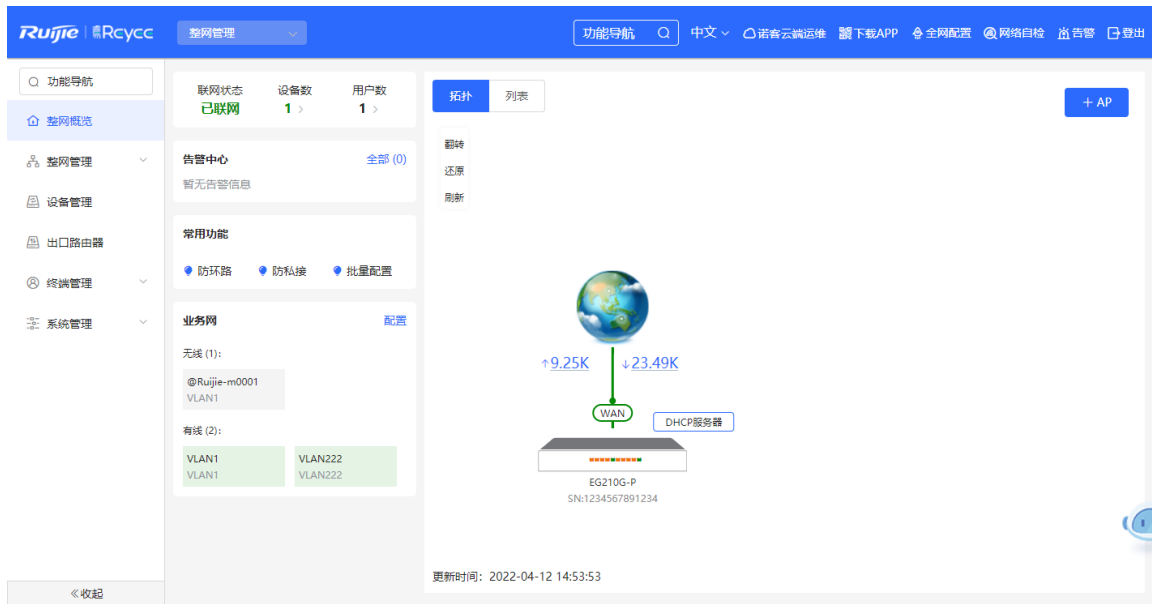 Ruijie | Rcycc
整网管理
功能导航
中文
诺客云端运维
下载APP
全网配置
网络自检
告警
登出
功能导航
整网概览
整网管理
设备管理
出口路由器
终端管理
系统管理
《收起
联网状态 设备数 用户数
已联网 1 > 1 >
告警中心 全部 (0)
暂无告警信息
常用功能
防环路 防私接 批量配置
业务网 配置
无线 (1):
@Ruijie-m0001
VLAN1
有线 (2):
VLAN1 VLAN222
VLAN1 VLAN222
拓扑 列表
+ AP
翻转
还原
刷新
↑9.25K ↓23.49K
WAN
DHCP服务器
EG210G-P
SN:1234567891234
更新时间：2022-04-12 14:53:53